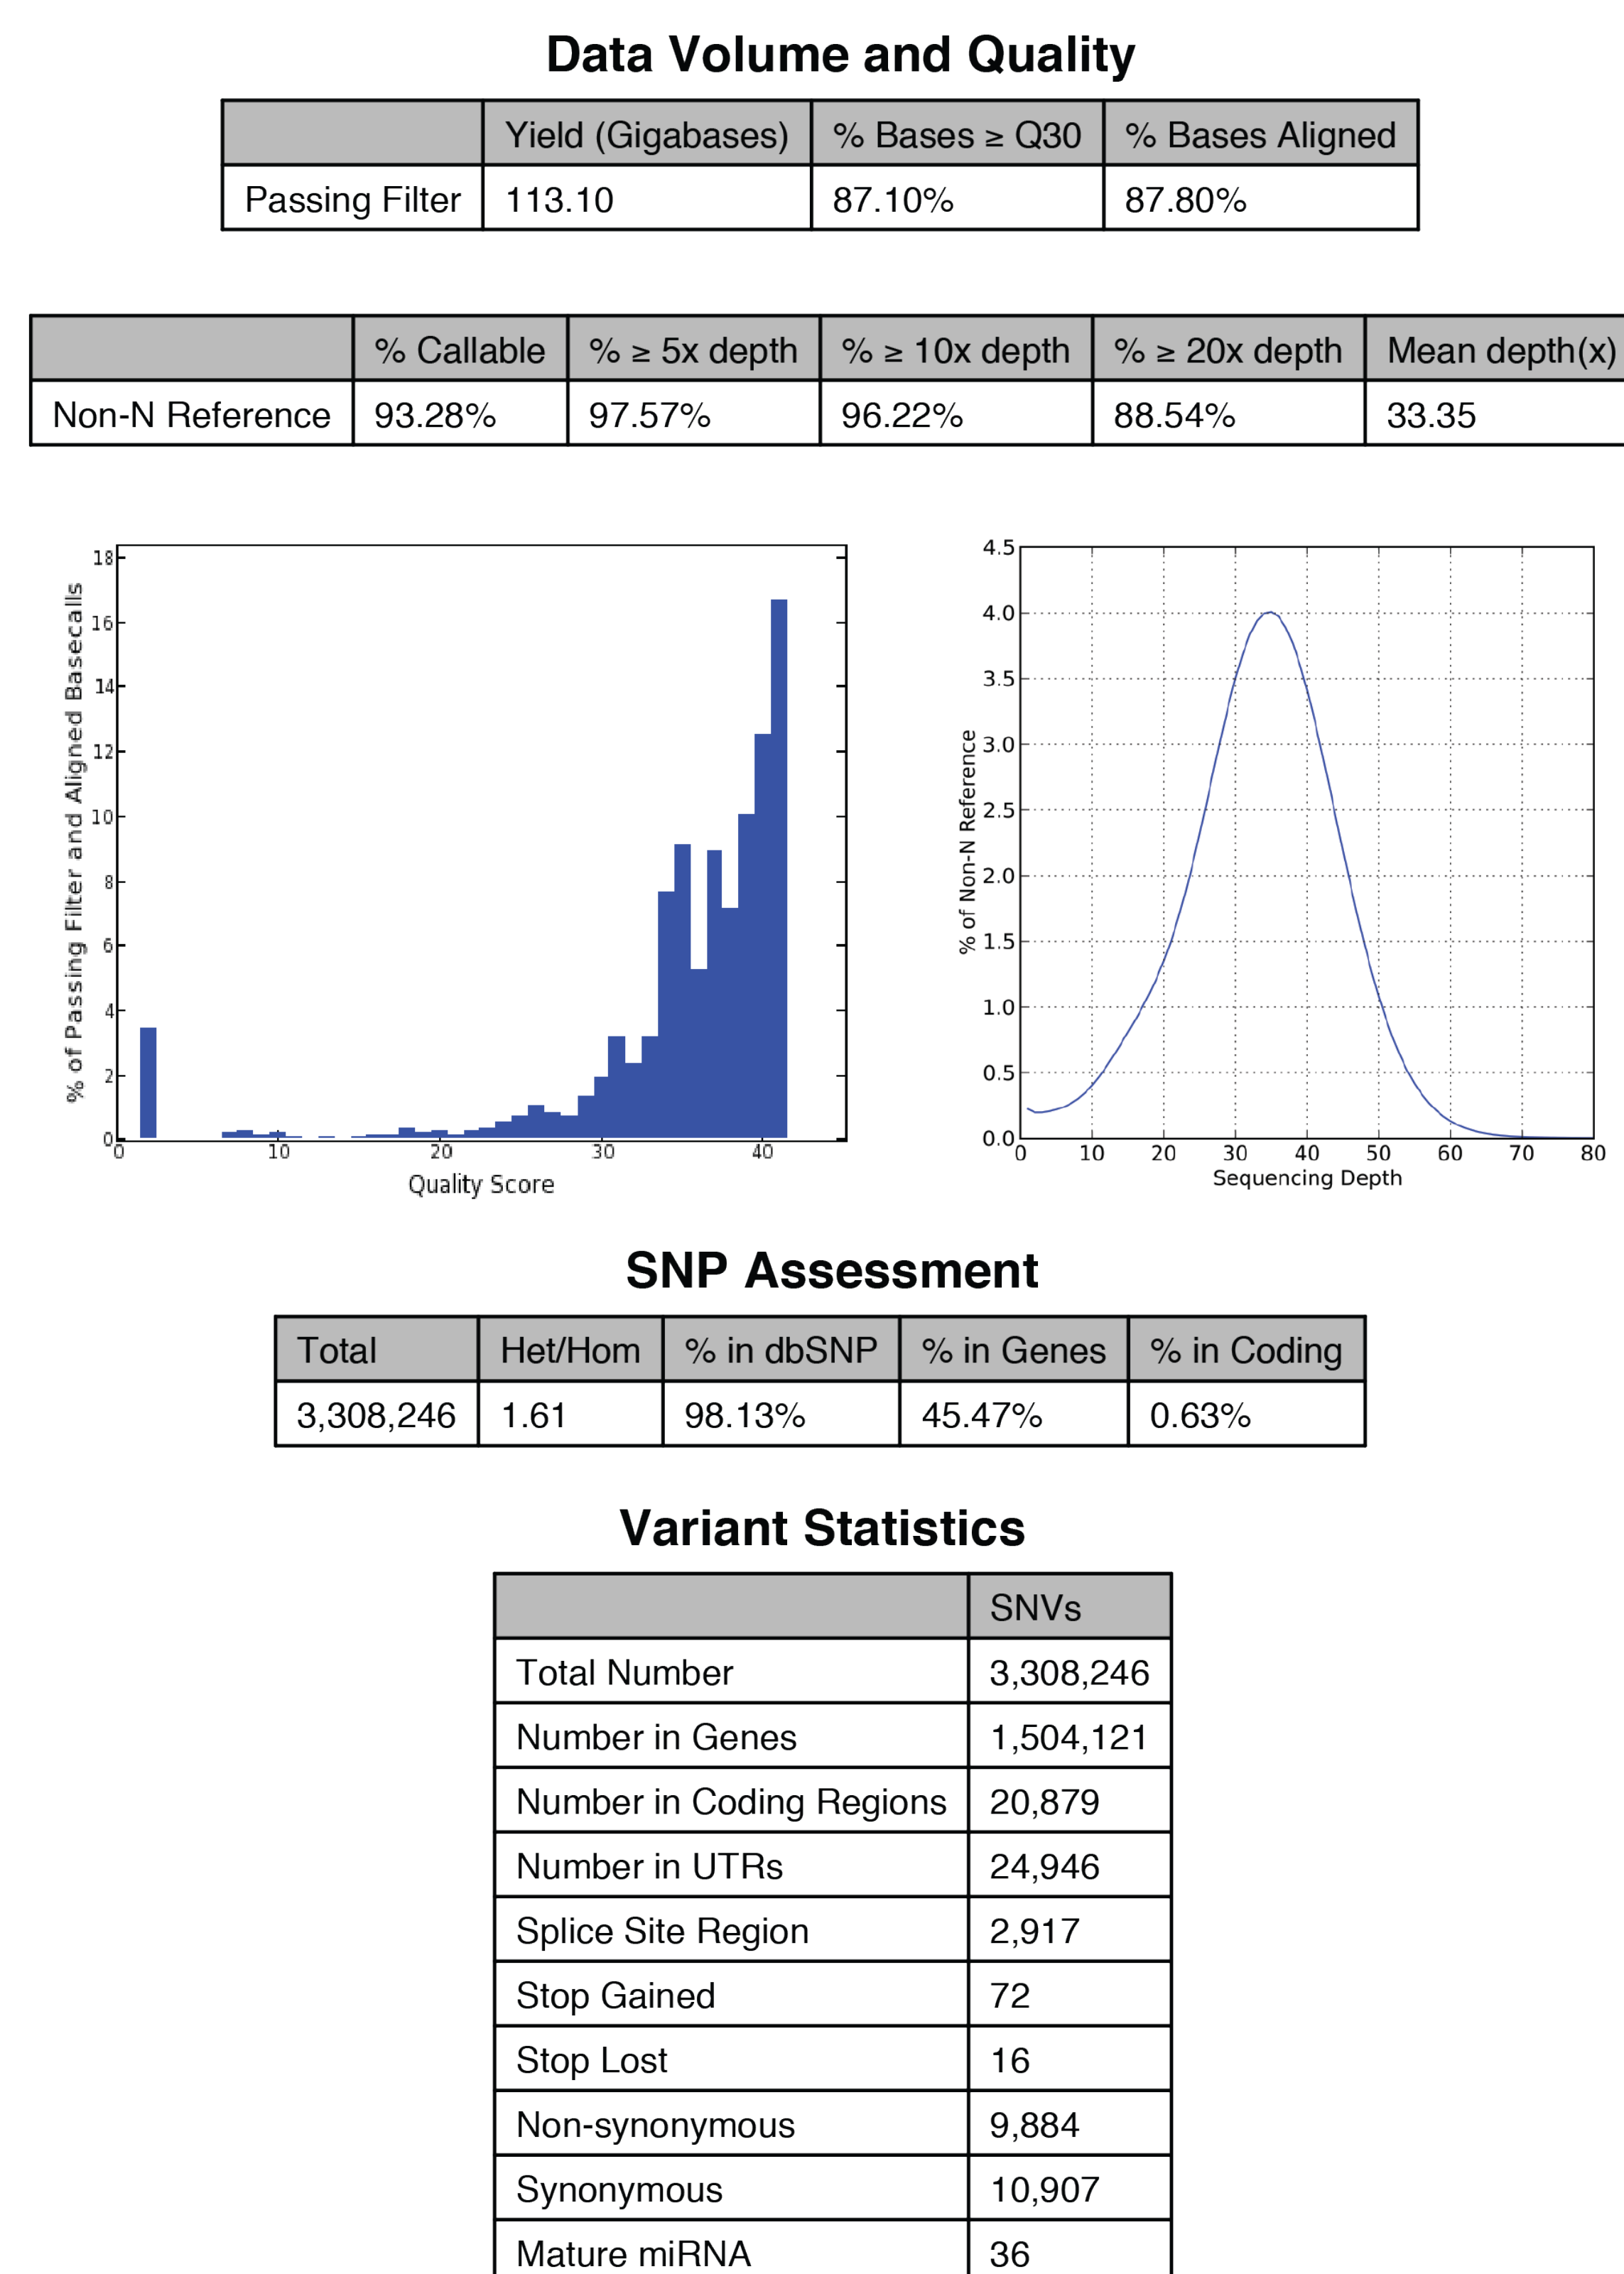 Data Volume and Quality
Yield (Gigabases) % Bases ≥ Q30 % Bases Aligned
Passing Filter 113.10 87.10% 87.80%
% Callable % ≥ 5x depth % ≥ 10x depth % ≥ 20x depth Mean depth(x)
Non-N Reference 93.28% 97.57% 96.22% 88.54% 33.35
% of Passing Filter and Aligned Basecalls
18
16
14
12
10
8
6
4
2
0
0 10 20 30 40
Quality Score
% of Non-N Reference
4.5
4.0
3.5
3.0
2.5
2.0
1.5
1.0
0.5
0.0
0 10 20 30 40 50 60 70 80
Sequencing Depth
SNP Assessment
Total Het/Hom % in dbSNP % in Genes % in Coding
3,308,246 1.61 98.13% 45.47% 0.63%
Variant Statistics
SNVs
Total Number 3,308,246
Number in Genes 1,504,121
Number in Coding Regions 20,879
Number in UTRs 24,946
Splice Site Region 2,917
Stop Gained 72
Stop Lost 16
Non-synonymous 9,884
Synonymous 10,907
Mature miRNA 36